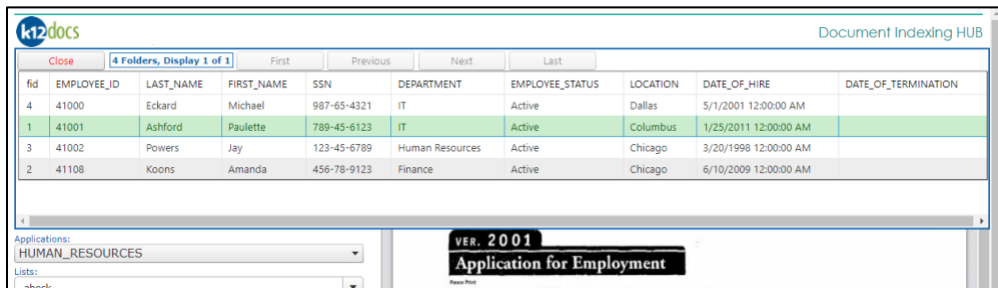 k12docs
Document Indexing HUB
Close 4 Folders, Display 1 of 1 First Previous Next Last
fid EMPLOYEE_ID LAST_NAME FIRST_NAME SSN DEPARTMENT EMPLOYEE_STATUS LOCATION DATE_OF_HIRE DATE_OF_TERMINATION
4 41000 Eckard Michael 987-65-4321 IT Active Dallas 5/1/2001 12:00:00 AM
1 41001 Ashford Paulette 789-45-6123 IT Active Columbus 1/25/2011 12:00:00 AM
3 41002 Powers Jay 123-45-6789 Human Resources Active Chicago 3/20/1998 12:00:00 AM
2 41108 Koons Amanda 456-78-9123 Finance Active Chicago 6/10/2009 12:00:00 AM
Applications:
HUMAN_RESOURCES
Lists:
VER. 2001
Application for Employment
Please Print